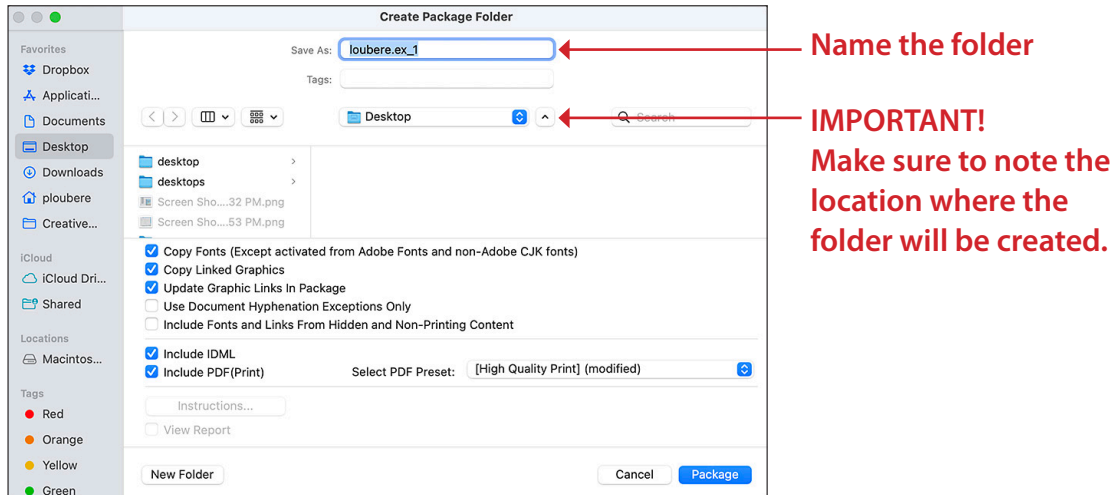 Create Package Folder
Favorites
Dropbox
Applicati...
Documents
Desktop
Downloads
ploubere
Creative...
iCloud
iCloud Dri...
Shared
Locations
Macintos...
Tags
Red
Orange
Yellow
Green
Save As: loubere.ex_1
Tags:
Desktop
Search
desktop
desktops
Screen Sho....32 PM.png
Screen Sho....53 PM.png
Copy Fonts (Except activated from Adobe Fonts and non-Adobe CJK fonts)
Copy Linked Graphics
Update Graphic Links In Package
Use Document Hyphenation Exceptions Only
Include Fonts and Links From Hidden and Non-Printing Content
Include IDML
Include PDF(Print) Select PDF Preset: [High Quality Print] (modified)
Instructions...
View Report
New Folder Cancel Package
Name the folder
IMPORTANT!
Make sure to note the
location where the
folder will be created.